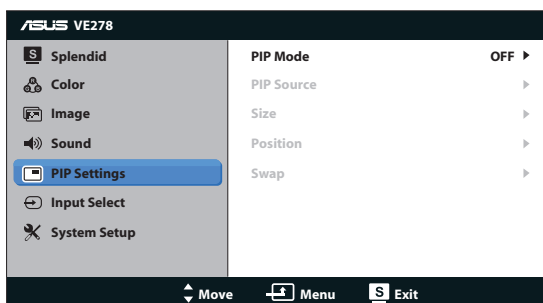 ASUS VE278
S Splendid
Color
Image
Sound
PIP Settings
Input Select
System Setup
PIP Mode OFF
PIP Source
Size
Position
Swap
Move Menu S Exit